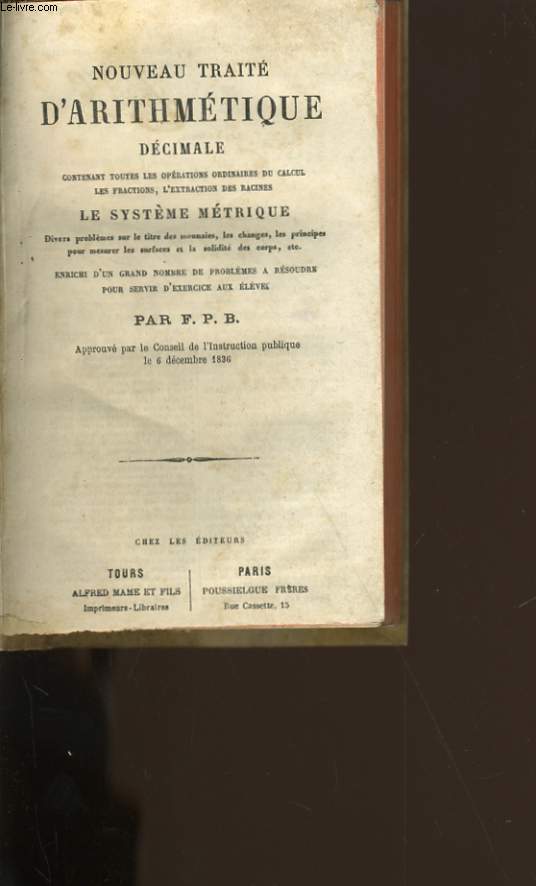 Le-livre.com
NOUVEAU TRAITÉ
D'ARITHMÉTIQUE
DÉCIMALE
CONTENANT TOUTES LES OPÉRATIONS ORDINAIRES DU CALCUL
LES FRACTIONS, L'EXTRACTION DES RACINES
LE SYSTÈME MÉTRIQUE
Divers problèmes sur le titre des monnaies, les changes, les principes
pour mesurer les surfaces et la solidité des corps, etc.
ENRICHI D'UN GRAND NOMBRE DE PROBLÈMES A RÉSOUDRE
POUR SERVIR D'EXERCICE AUX ÉLÈVES
PAR F. P. B.
Approuvé par le Conseil de l'Instruction publique
le 6 décembre 1836
CHEZ LES ÉDITEURS
TOURS
ALFRED MAME ET FILS
Imprimeurs-Libraires
PARIS
POUSSIELGUE FRÈRES
Rue Cassette, 15